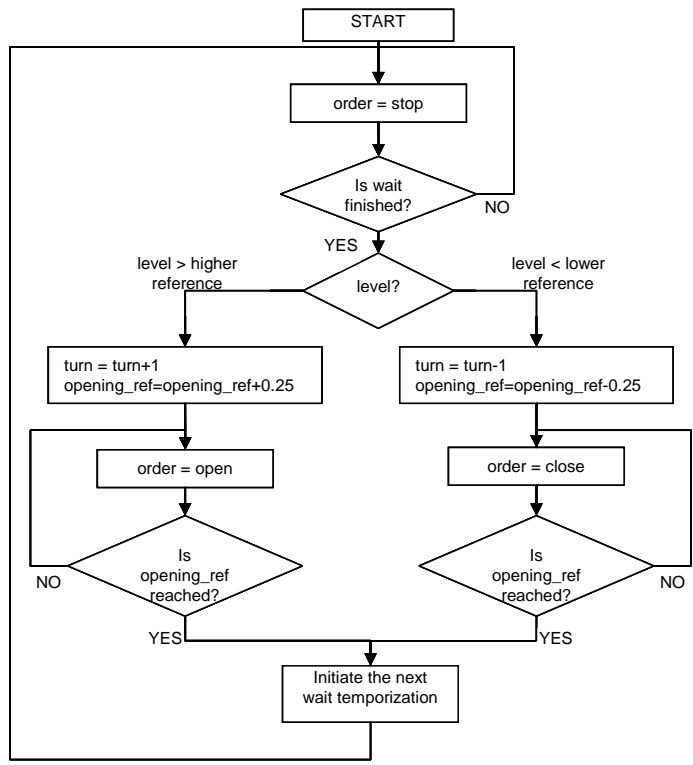 START
order = stop
Is wait
finished?
NO
YES
level > higher
reference
level?
level < lower
reference
turn = turn+1
opening_ref=opening_ref+0.25
turn = turn-1
opening_ref=opening_ref-0.25
order = open
order = close
Is
opening_ref
reached?
NO
YES
Is
opening_ref
reached?
NO
YES
Initiate the next
wait temporization